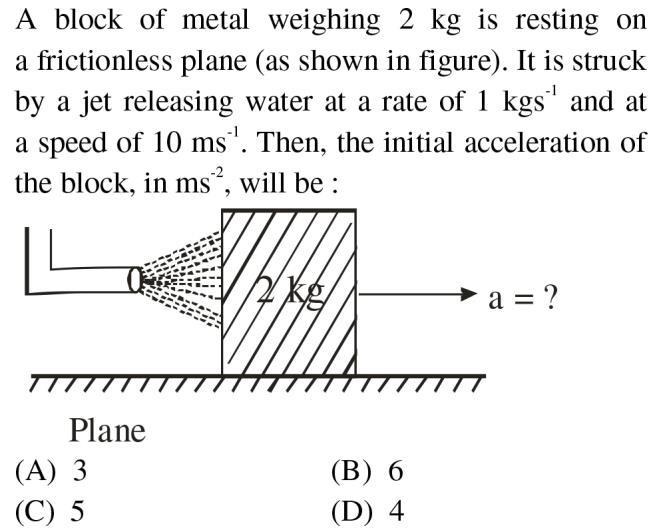 A block of metal weighing 2 kg is resting on
a frictionless plane (as shown in figure). It is struck
by a jet releasing water at a rate of 1 kgs⁻¹ and at
a speed of 10 ms⁻¹. Then, the initial acceleration of
the block, in ms⁻², will be :
2 kg
a = ?
Plane
(A) 3 (B) 6
(C) 5 (D) 4